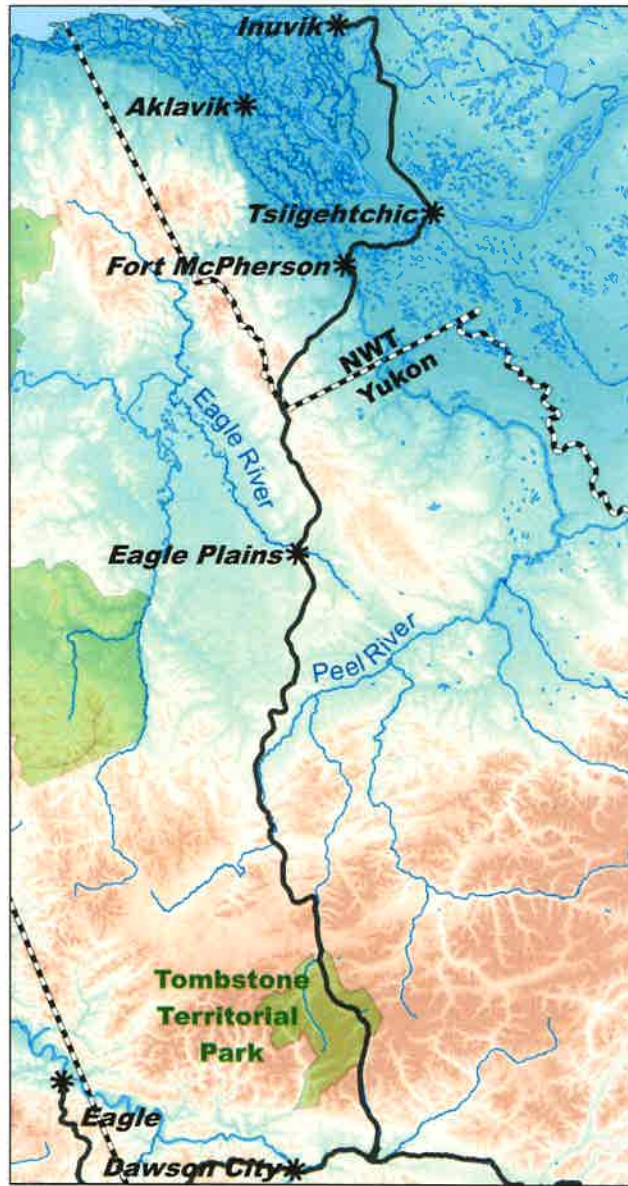 Inuvik
Aklavik
Tsiigehtchic
Fort McPherson
NWT
Yukon
Eagle River
Eagle Plains
Peel River
Tombstone
Territorial
Park
Eagle
Dawson City